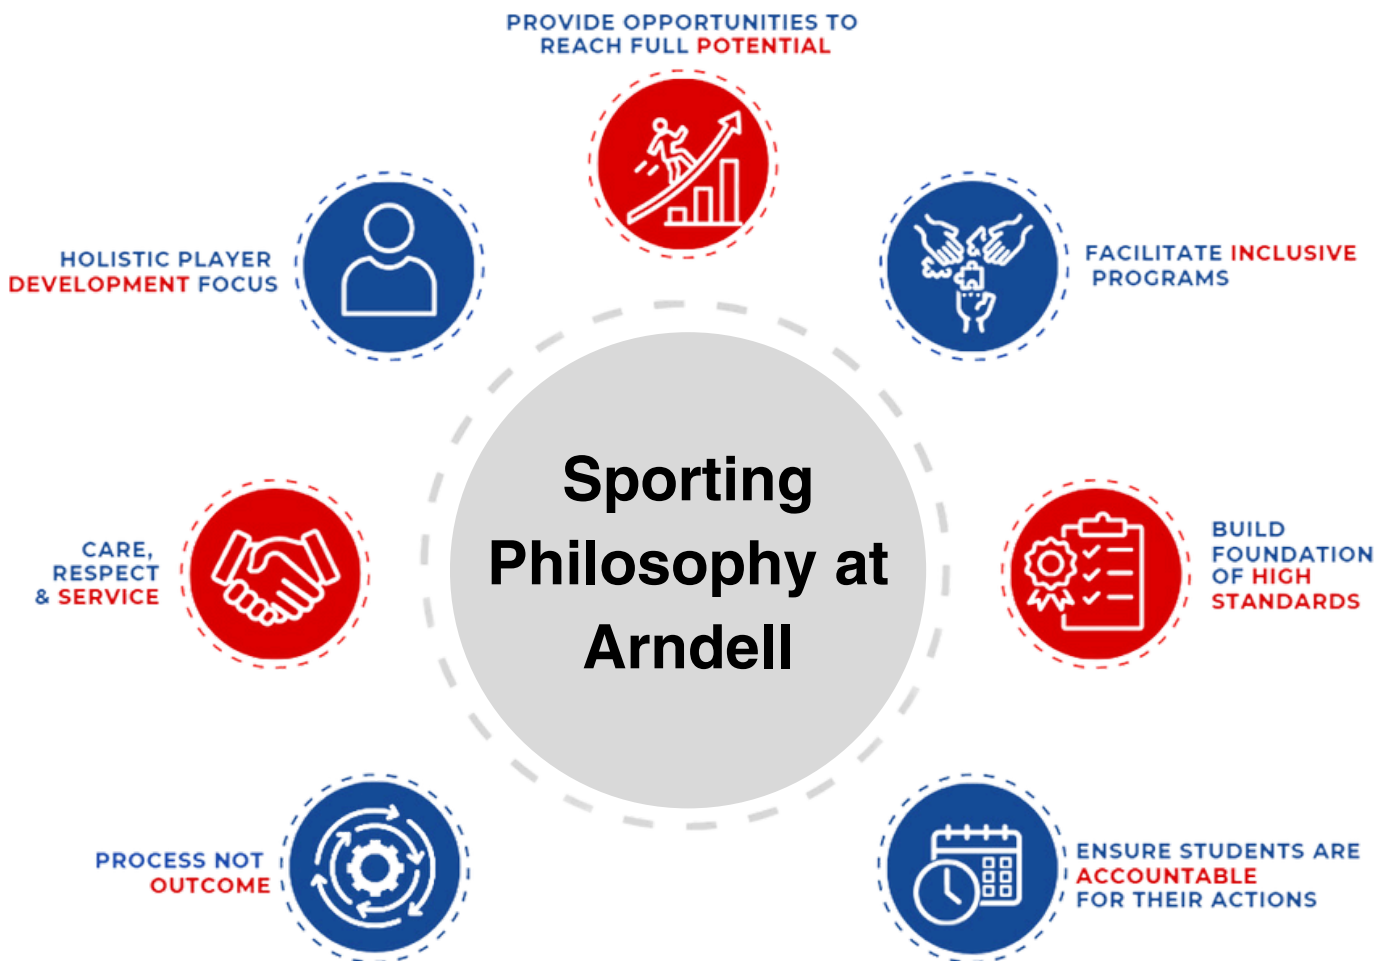 PROVIDE OPPORTUNITIES TO
REACH FULL POTENTIAL
HOLISTIC PLAYER
DEVELOPMENT FOCUS
FACILITATE INCLUSIVE
PROGRAMS
Sporting
Philosophy at
Arndell
CARE,
RESPECT
& SERVICE
BUILD
FOUNDATION
OF HIGH
STANDARDS
PROCESS NOT
OUTCOME
ENSURE STUDENTS ARE
ACCOUNTABLE
FOR THEIR ACTIONS